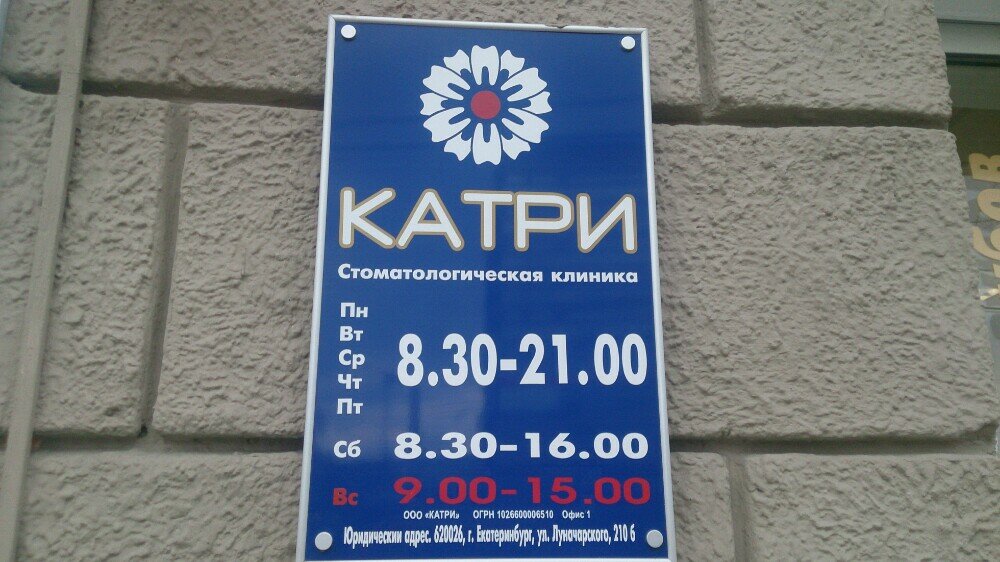 КАТРИ
Стоматологическая клиника
Пн
Вт
Ср
Чт
Пт
8.30-21.00
Сб 8.30-16.00
Вс 9.00-15.00
ООО «КАТРИ» ОГРН 1026600006510 Офис 1
Юридический адрес. 620026, г. Екатеринбург, ул. Луначарского, 210 б